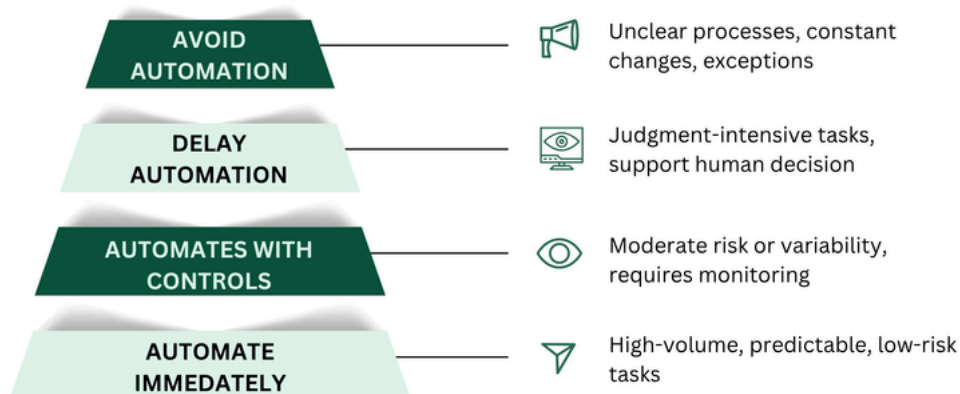 AVOID
AUTOMATION
Unclear processes, constant
changes, exceptions
DELAY
AUTOMATION
Judgment-intensive tasks,
support human decision
AUTOMATES WITH
CONTROLS
Moderate risk or variability,
requires monitoring
AUTOMATE
IMMEDATELY
High-volume, predictable, low-risk
tasks